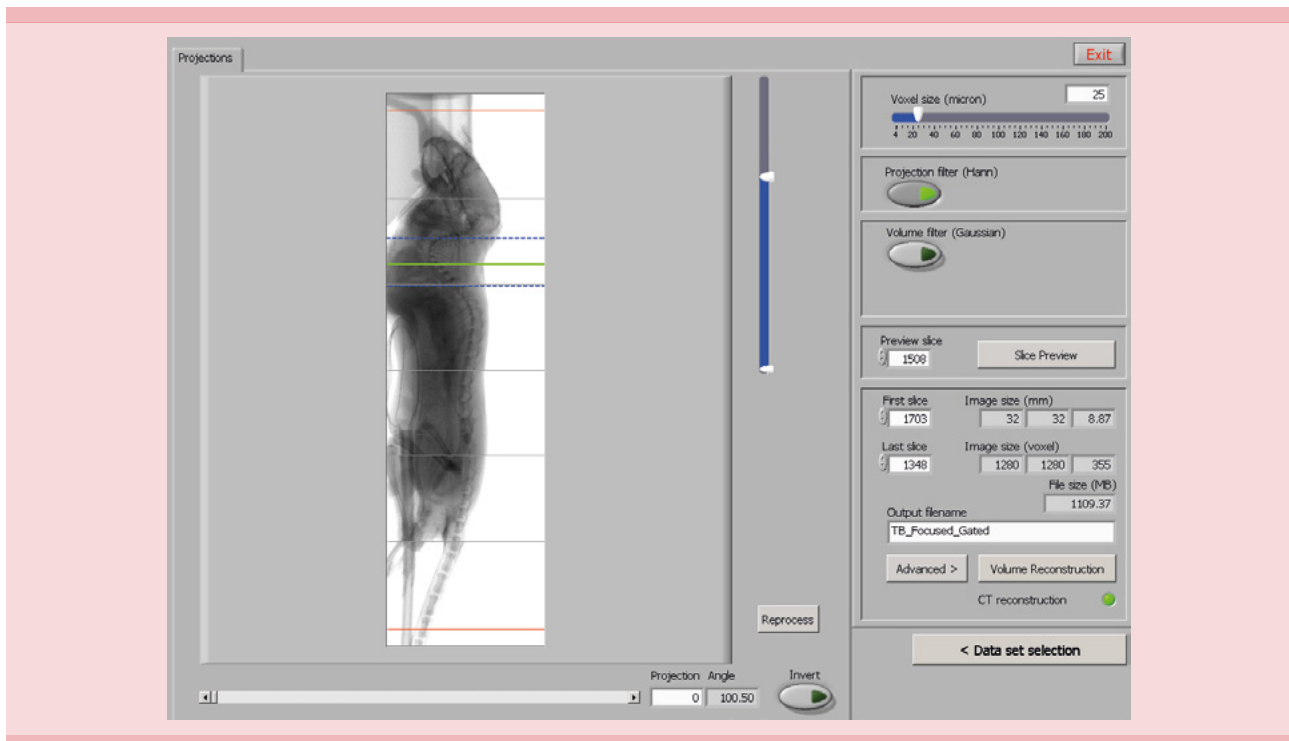 Projections
Exit
Voxel size (micron) 25
4 20 40 60 80 100 120 140 160 180 200
Projection filter (Hann)
Volume filter (Gaussian)
Preview slice
1508 Slice Preview
First slice Image size (mm)
1703 32 32 8.87
Last slice Image size (voxel)
1348 1280 1280 355
File size (MB)
1109.37
Output filename
TB_Focused_Gated
Advanced > Volume Reconstruction
CT reconstruction
Reprocess
< Data set selection
Projection Angle Invert
0 100.50